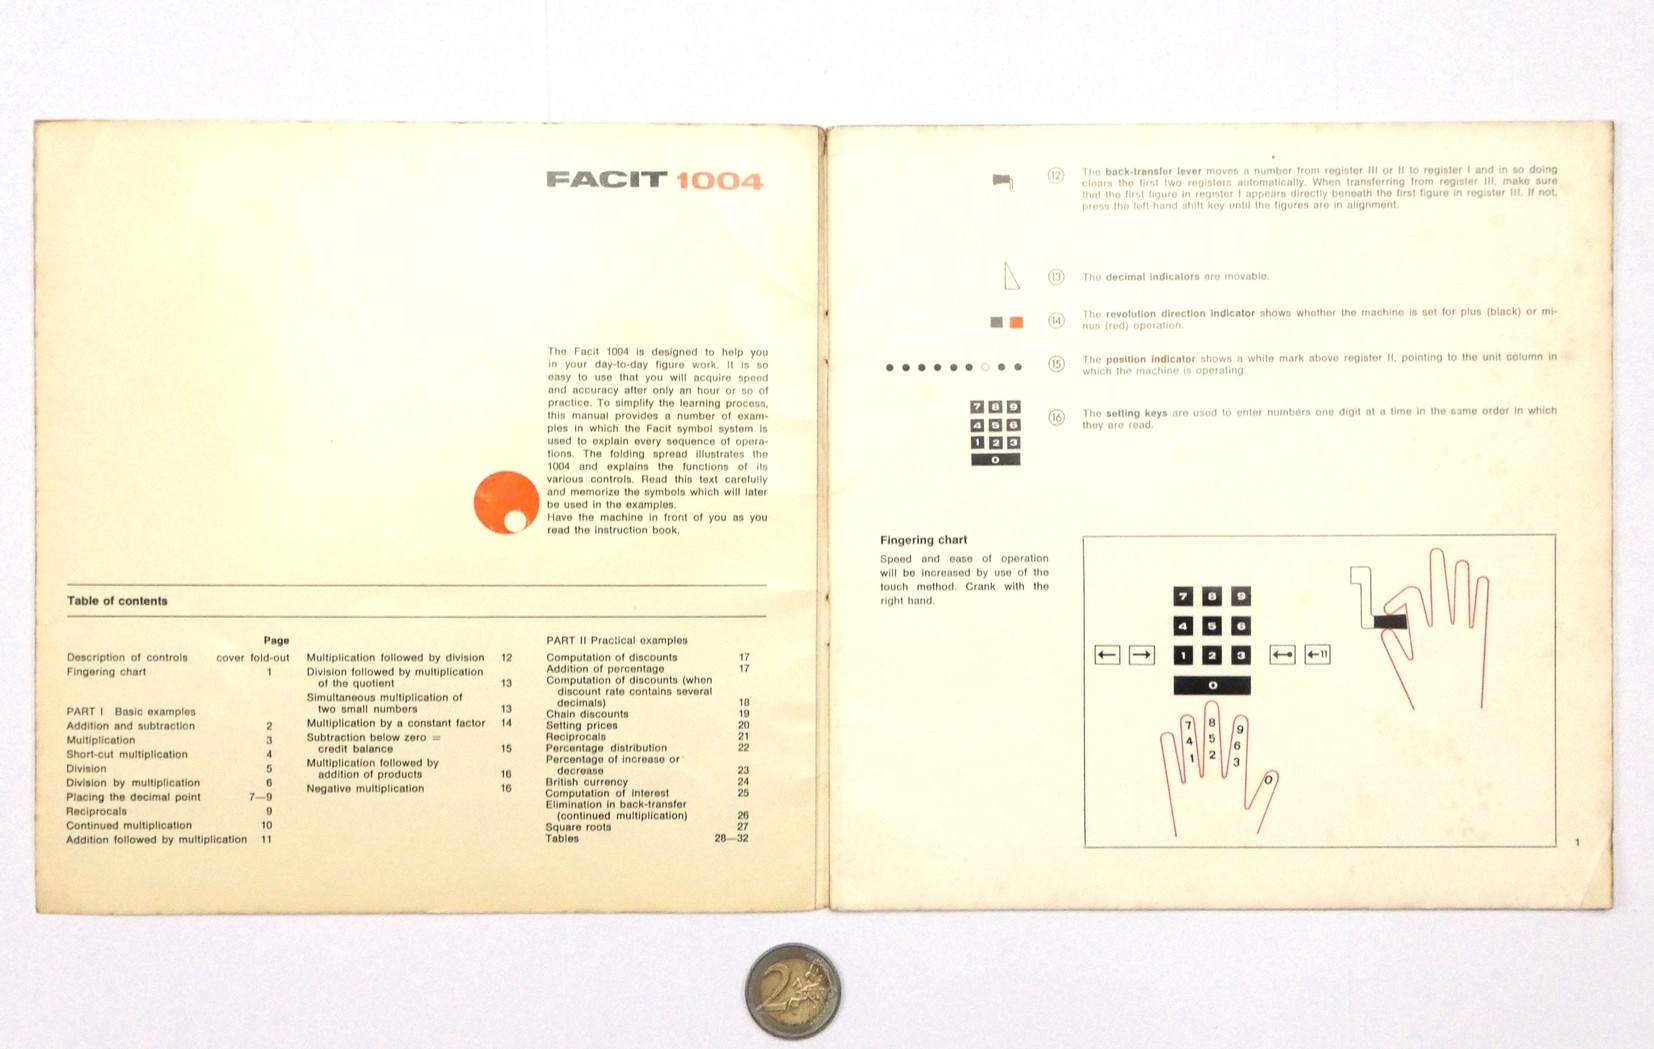 FACIT 1004
The Facit 1004 is designed to help you
in your day-to-day figure work. It is so
easy to use that you will acquire speed
and accuracy after only an hour or so of
practice. To simplify the learning process,
this manual provides a number of exam-
ples in which the Facit symbol system is
used to explain every sequence of opera-
tions. The folding spread illustrates the
1004 and explains the functions of its
various controls. Read this text carefully
and memorize the symbols which will later
be used in the examples.
Have the machine in front of you as you
read the instruction book.
Table of contents
Page
Description of controls cover fold-out
Fingering chart 1
PART I Basic examples
Addition and subtraction 2
Multiplication 3
Short-cut multiplication 4
Division 5
Division by multiplication 6
Placing the decimal point 7—9
Reciprocals 9
Continued multiplication 10
Addition followed by multiplication 11
Multiplication followed by division 12
Division followed by multiplication
of the quotient 13
Simultaneous multiplication of
two small numbers 13
Multiplication by a constant factor 14
Subtraction below zero =
credit balance 15
Multiplication followed by
addition of products 16
Negative multiplication 16
PART II Practical examples
Computation of discounts 17
Addition of percentage 17
Computation of discounts (when
discount rate contains several
decimals) 18
Chain discounts 19
Setting prices 20
Reciprocals 21
Percentage distribution 22
Percentage of increase or
decrease 23
British currency 24
Computation of interest 25
Elimination in back-transfer
(continued multiplication) 26
Square roots 27
Tables 28—32
12 The back-transfer lever moves a number from register III or II to register I and in so doing
clears the first two registers automatically. When transferring from register III, make sure
that the first figure in register I appears directly beneath the first figure in register III. If not,
press the left-hand shift key until the figures are in alignment.
13 The decimal indicators are movable.
14 The revolution direction indicator shows whether the machine is set for plus (black) or mi-
nus (red) operation.
15 The position indicator shows a white mark above register II, pointing to the unit column in
which the machine is operating.
7 8 9
4 5 6
1 2 3
0
16 The setting keys are used to enter numbers one digit at a time in the same order in which
they are read.
Fingering chart
Speed and ease of operation
will be increased by use of the
touch method. Crank with the
right hand.
7 8 9
4 5 6
← → 1 2 3 ← ←II
0
7 8 9
4 5 6
1 2 3
0
1
2